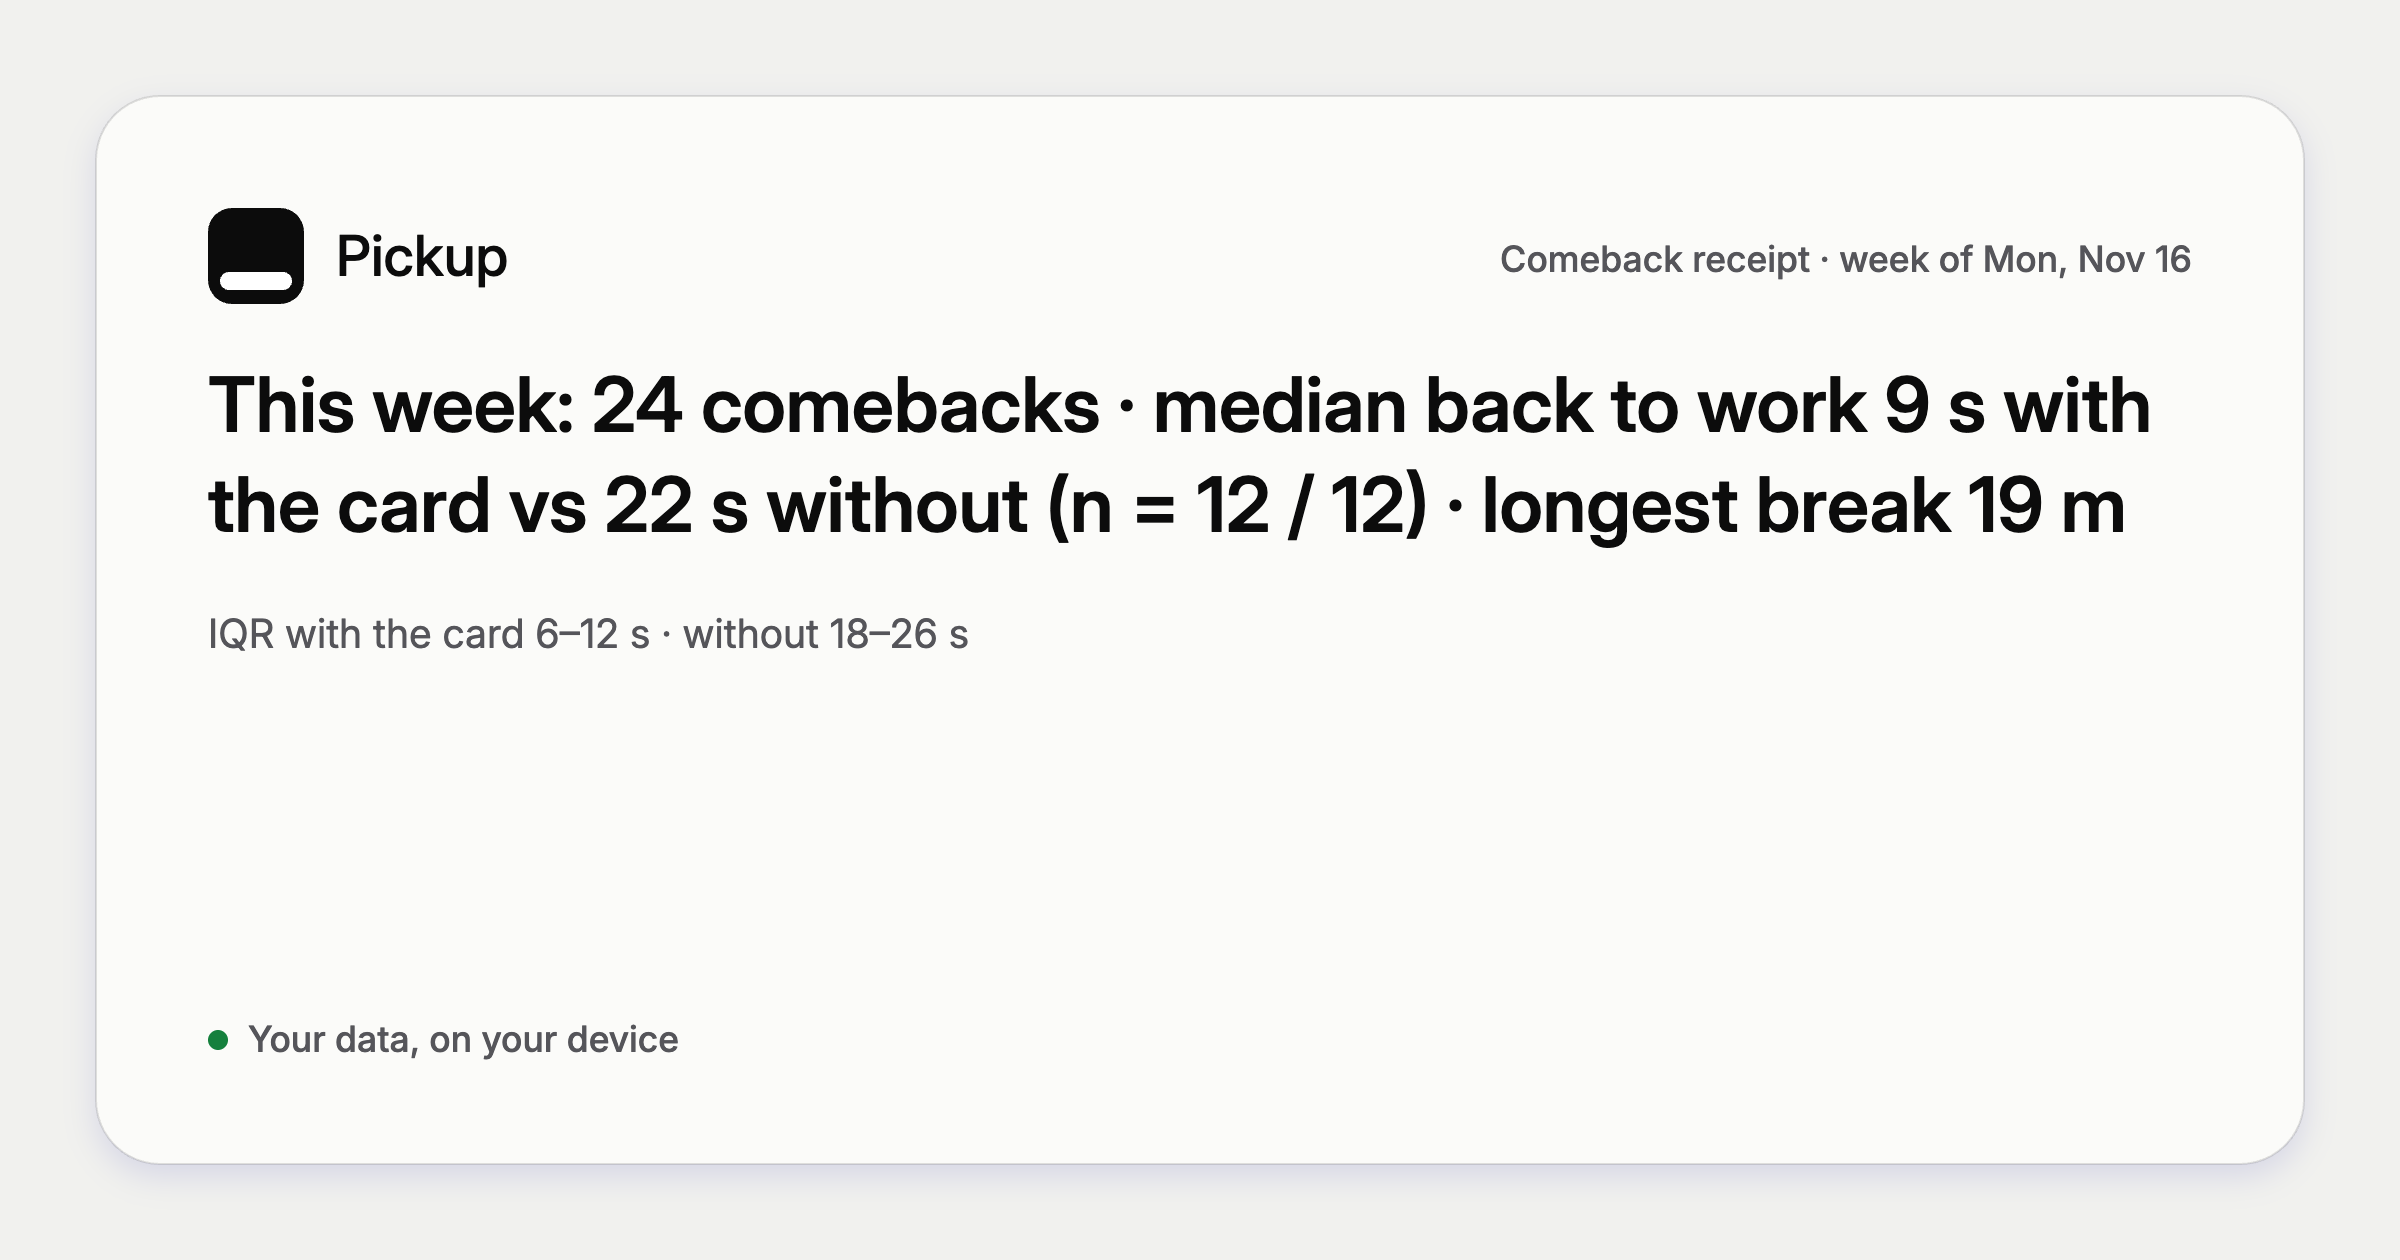 Pickup
Comeback receipt · week of Mon, Nov 16
This week: 24 comebacks · median back to work 9 s with
the card vs 22 s without (n = 12 / 12) · longest break 19 m
IQR with the card 6–12 s · without 18–26 s
Your data, on your device